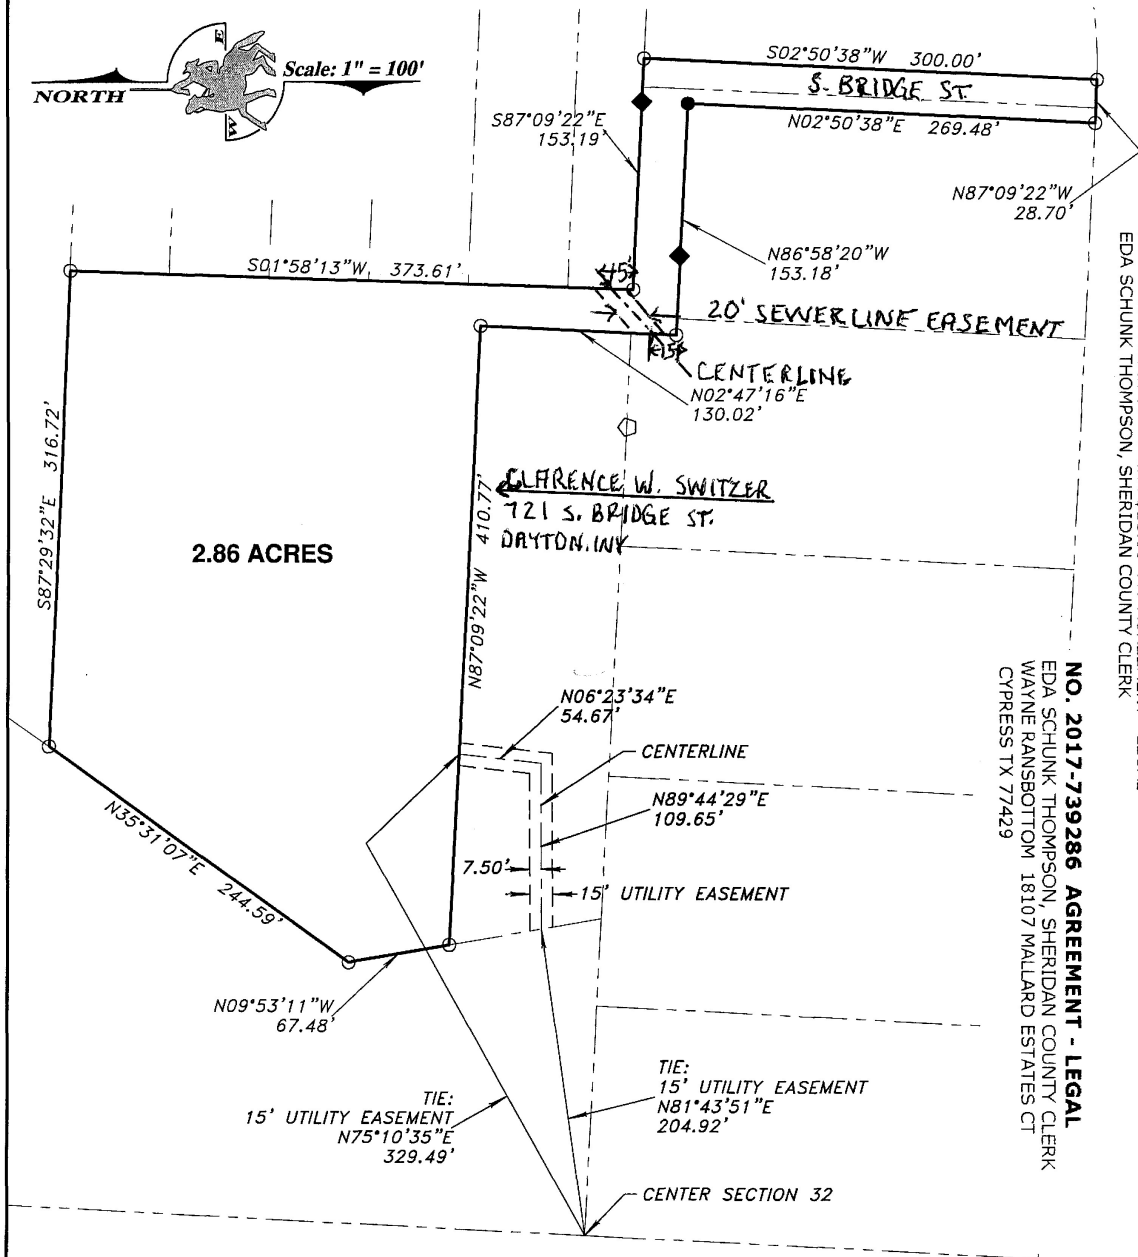 E
W
NORTH
Scale: 1" = 100'
S02°50'38"W 300.00'
S. BRIDGE ST.
N02°50'38"E 269.48'
S87°09'22"E
153.19'
N87°09'22"W
28.70'
N86°58'20"W
153.18'
S01°58'13"W 373.61'
15'
20' SEWERLINE EASEMENT
15'
CENTERLINE
N02°47'16"E
130.02'
S87°29'32"E 316.72'
CLARENCE W. SWITZER
721 S. BRIDGE ST.
DAYTON, WY
N87°09'22"W 410.77'
2.86 ACRES
N06°23'34"E
54.67'
CENTERLINE
N89°44'29"E
109.65'
7.50'
15' UTILITY EASEMENT
N35°31'07"E 244.59'
N09°53'11"W
67.48'
TIE:
15' UTILITY EASEMENT
N75°10'35"E
329.49'
TIE:
15' UTILITY EASEMENT
N81°43'51"E
204.92'
CENTER SECTION 32
EDA SCHUNK THOMPSON, SHERIDAN COUNTY CLERK
NO. 2017-739286 AGREEMENT - LEGAL
EDA SCHUNK THOMPSON, SHERIDAN COUNTY CLERK
WAYNE RANSBOTTOM 18107 MALLARD ESTATES CT
CYPRESS TX 77429